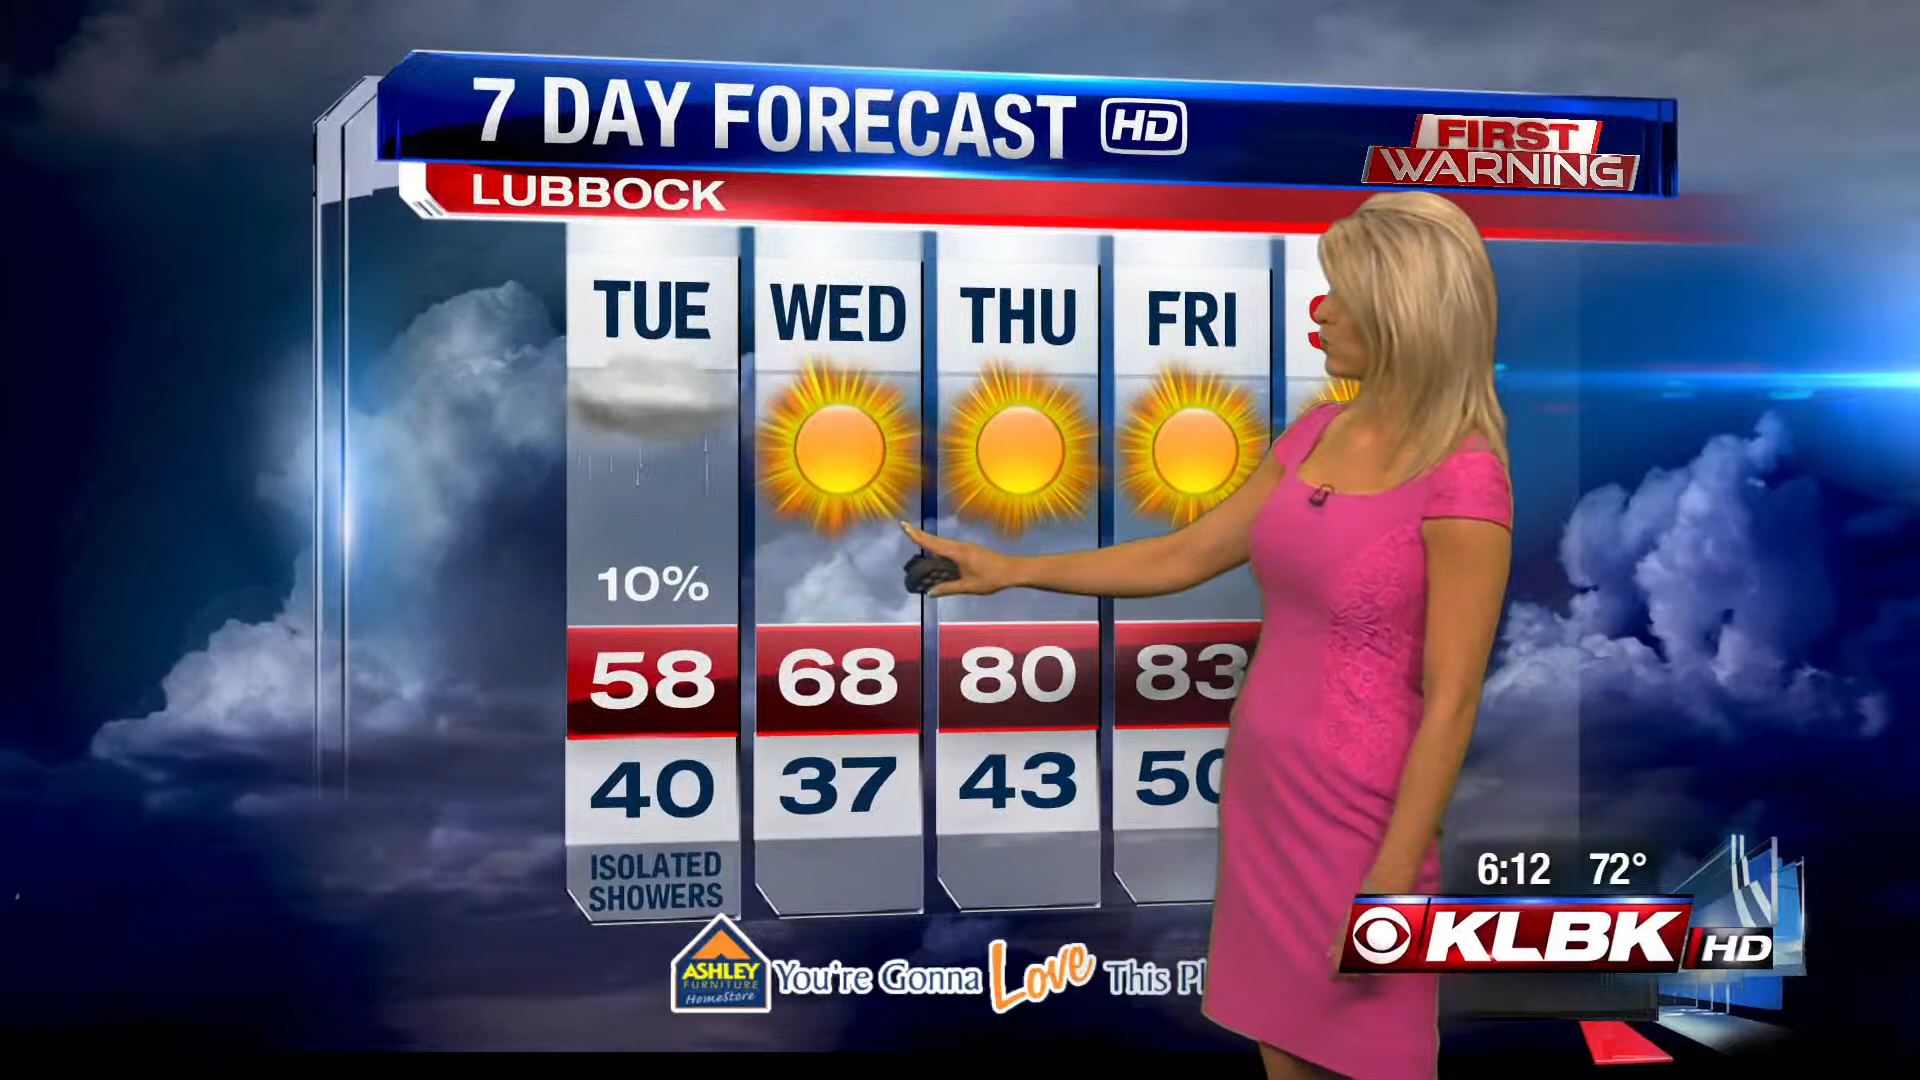 7 DAY FORECAST HD
FIRST
WARNING
LUBBOCK
TUE WED THU FRI
10%
58 68 80 83
40 37 43
ISOLATED
SHOWERS
6:12 72°
KLBK HD
ASHLEY
FURNITURE
HomeStore
You're Gonna Love This